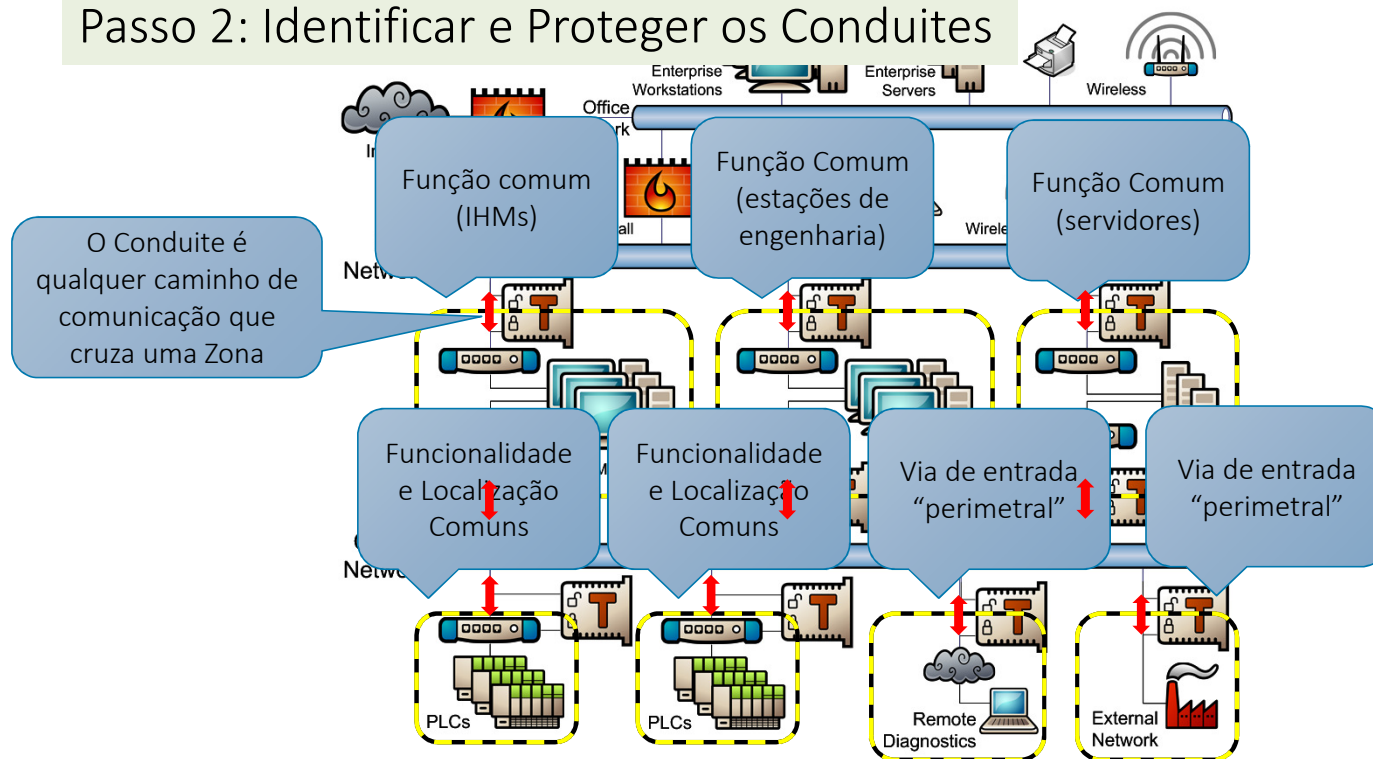 Passo 2: Identificar e Proteger os Conduites
Enterprise
Workstations
Enterprise
Servers
Wireless
Office
Função comum
(IHMs)
Função Comum
(estações de
engenharia)
Função Comum
(servidores)
O Conduite é
qualquer caminho de
comunicação que
cruza uma Zona
Funcionalidade
e Localização
Comuns
Funcionalidade
e Localização
Comuns
Via de entrada
“perimetral”
Via de entrada
“perimetral”
PLCs
PLCs
Remote
Diagnostics
External
Network